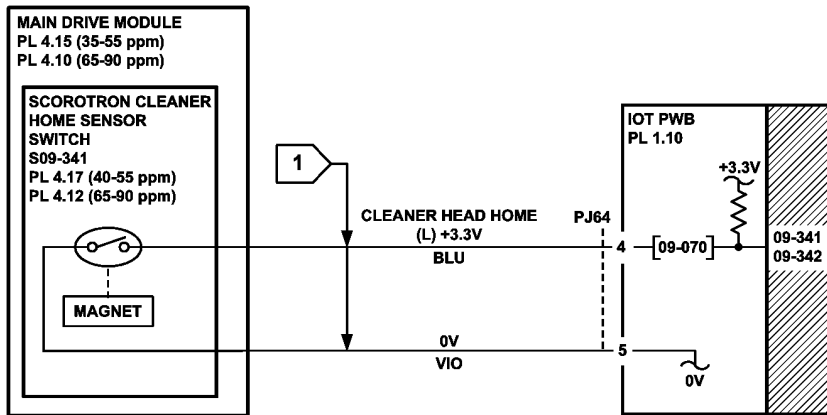 MAIN DRIVE MODULE
PL 4.15 (35-55 ppm)
PL 4.10 (65-90 ppm)
SCOROTRON CLEANER
HOME SENSOR
SWITCH
S09-341
PL 4.17 (40-55 ppm)
PL 4.12 (65-90 ppm)
MAGNET
1
CLEANER HEAD HOME
(L) +3.3V
BLU
0V
VIO
PJ64
4
5
IOT PWB
PL 1.10
+3.3V
[09-070]
0V
09-341
09-342